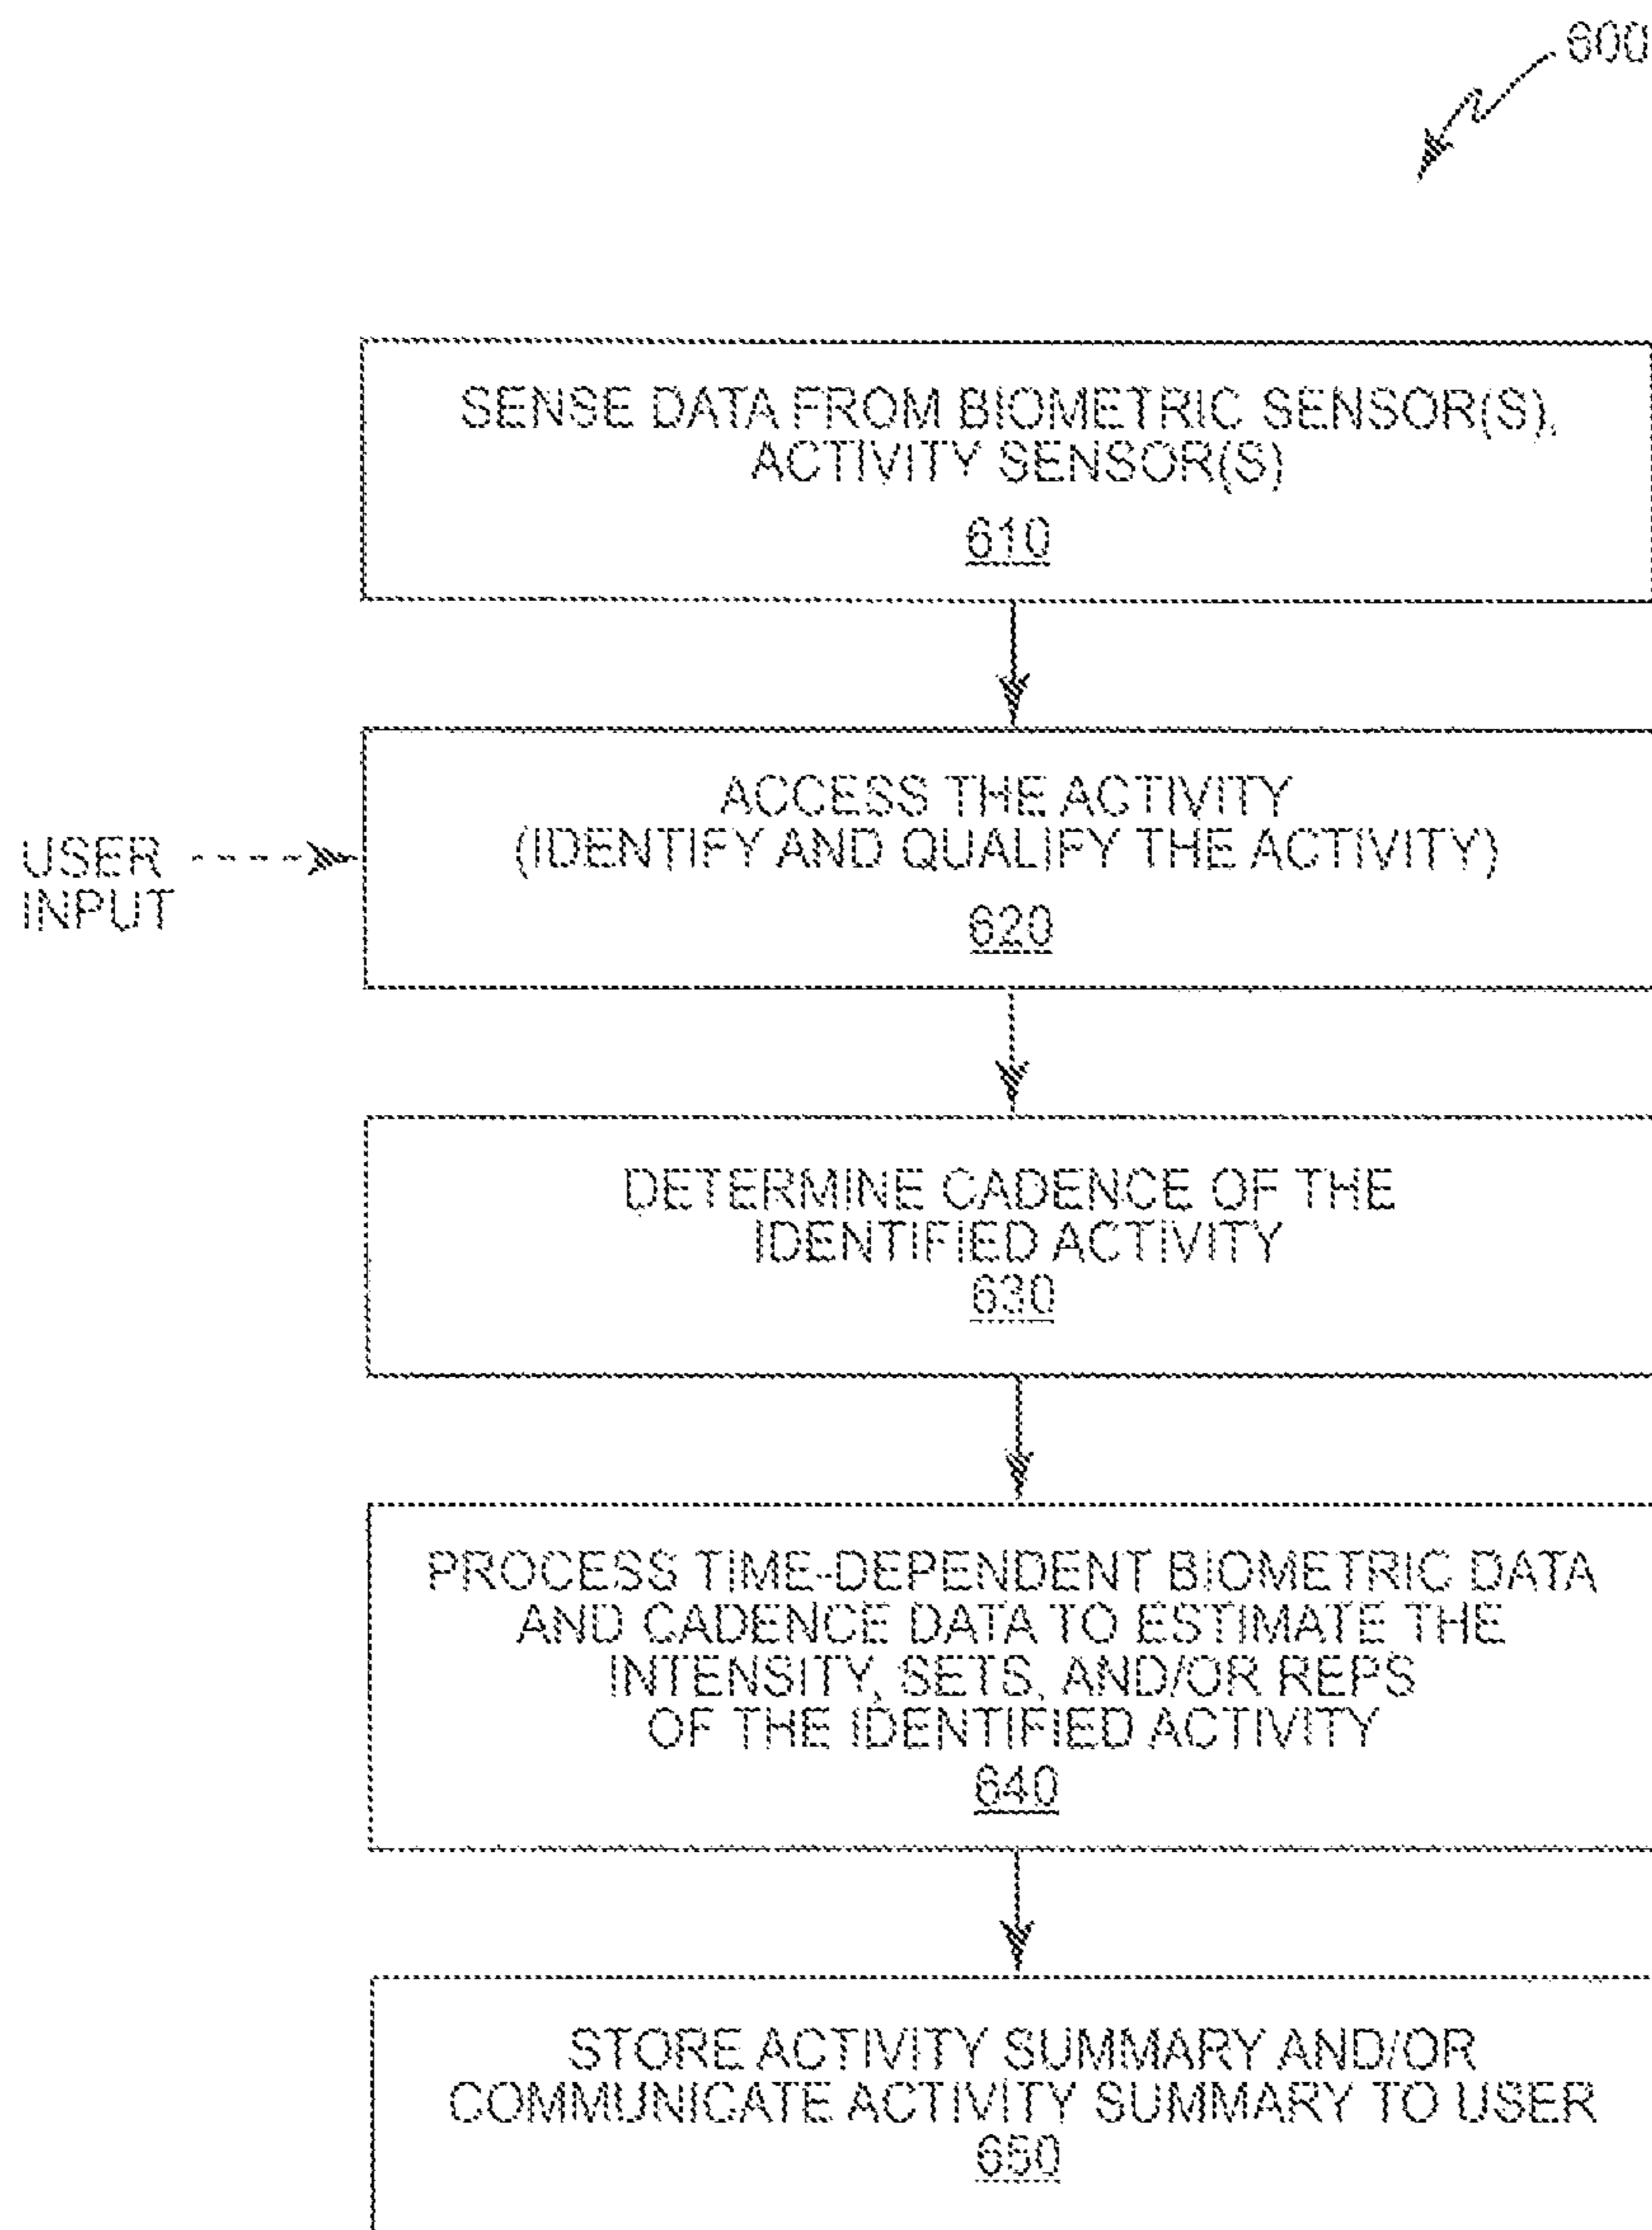 600
SENSE DATA FROM BIOMETRIC SENSOR(S),
ACTIVITY SENSOR(S)
610
ACCESS THE ACTIVITY
(IDENTIFY AND QUALIFY THE ACTIVITY)
620
USER
INPUT
DETERMINE CADENCE OF THE
IDENTIFIED ACTIVITY
630
PROCESS TIME-DEPENDENT BIOMETRIC DATA
AND CADENCE DATA TO ESTIMATE THE
INTENSITY, SETS, AND/OR REPS
OF THE IDENTIFIED ACTIVITY
640
STORE ACTIVITY SUMMARY AND/OR
COMMUNICATE ACTIVITY SUMMARY TO USER
650